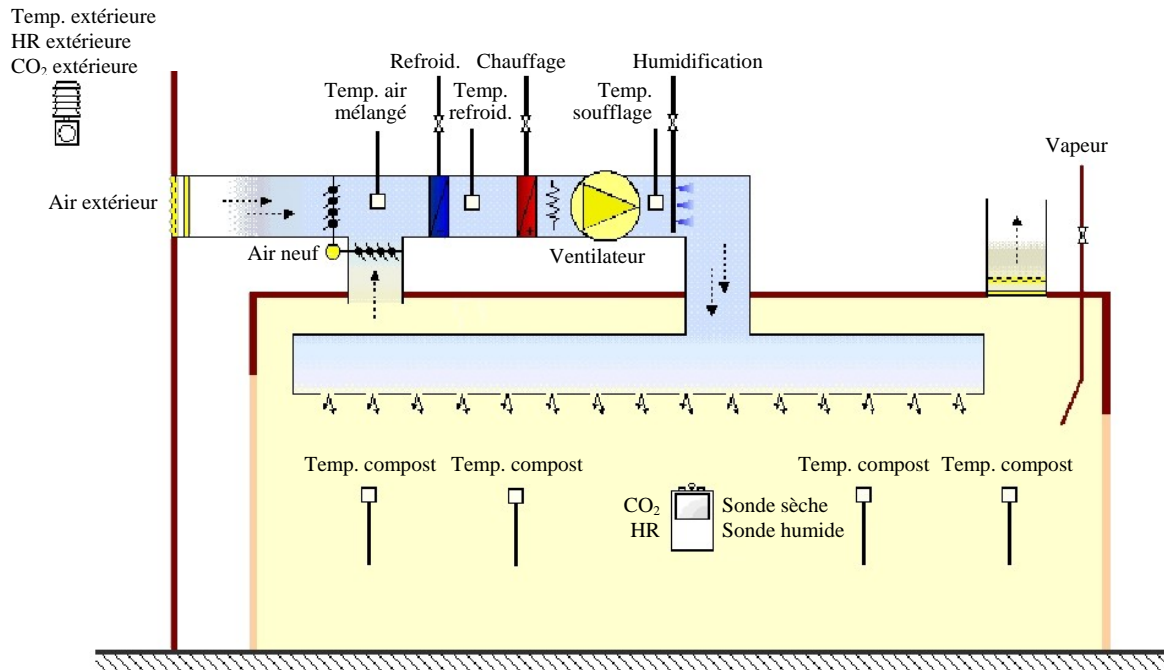 Temp. extérieure
HR extérieure
CO₂ extérieure
Refroid.
Chauffage
Humidification
Temp. air
mélangé
Temp.
refroid.
Temp.
soufflage
Vapeur
Air extérieur
Air neuf
Ventilateur
Temp. compost
Temp. compost
Temp. compost
Temp. compost
CO₂
Sonde sèche
HR
Sonde humide